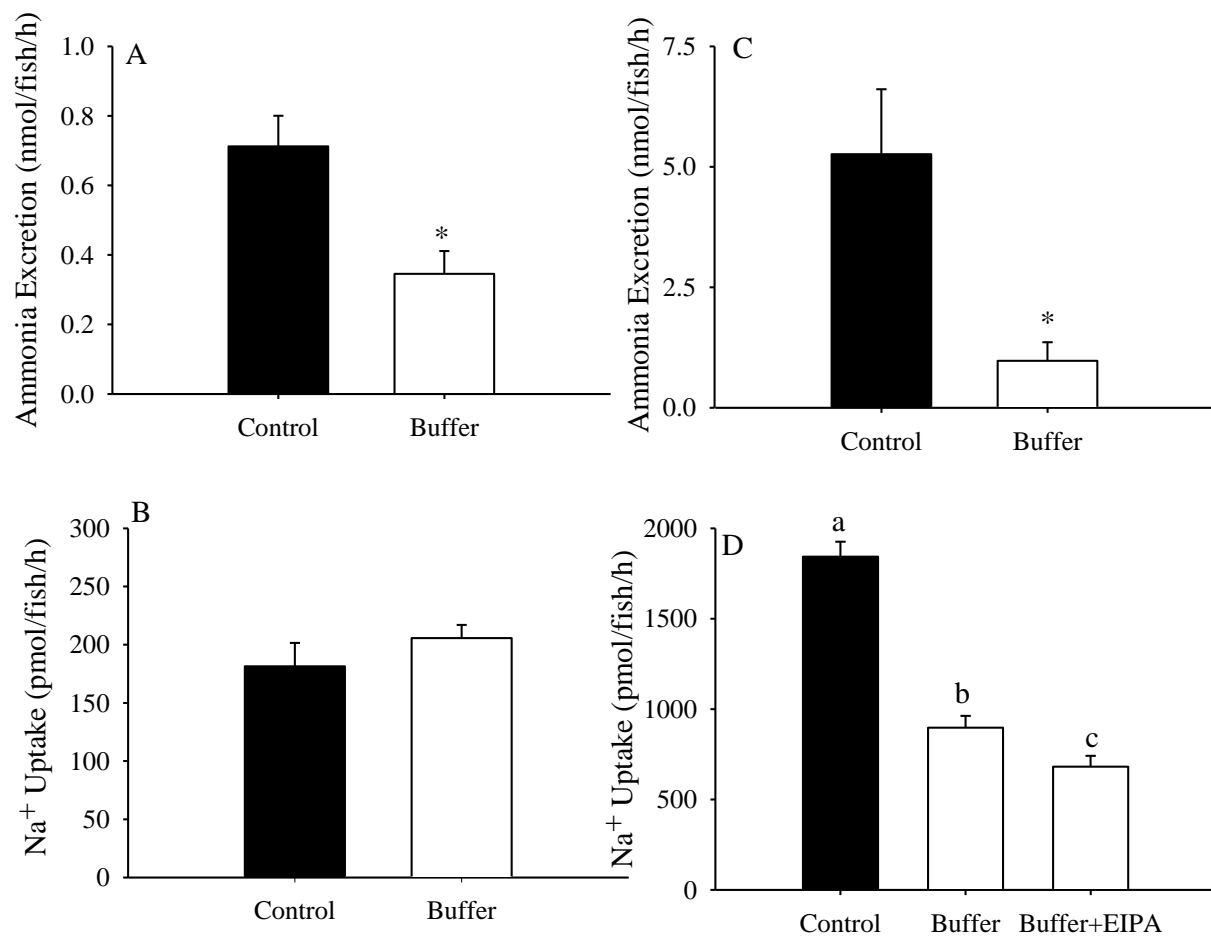 A
Ammonia Excretion (nmol/fish/h)
1.0
0.8
0.6
0.4
0.2
0.0
*
Control
Buffer
C
Ammonia Excretion (nmol/fish/h)
7.5
5.0
2.5
0.0
*
Control
Buffer
B
Na+ Uptake (pmol/fish/h)
300
250
200
150
100
50
0
Control
Buffer
D
Na+ Uptake (pmol/fish/h)
2000
1500
1000
500
0
a
b
c
Control
Buffer
Buffer+EIPA